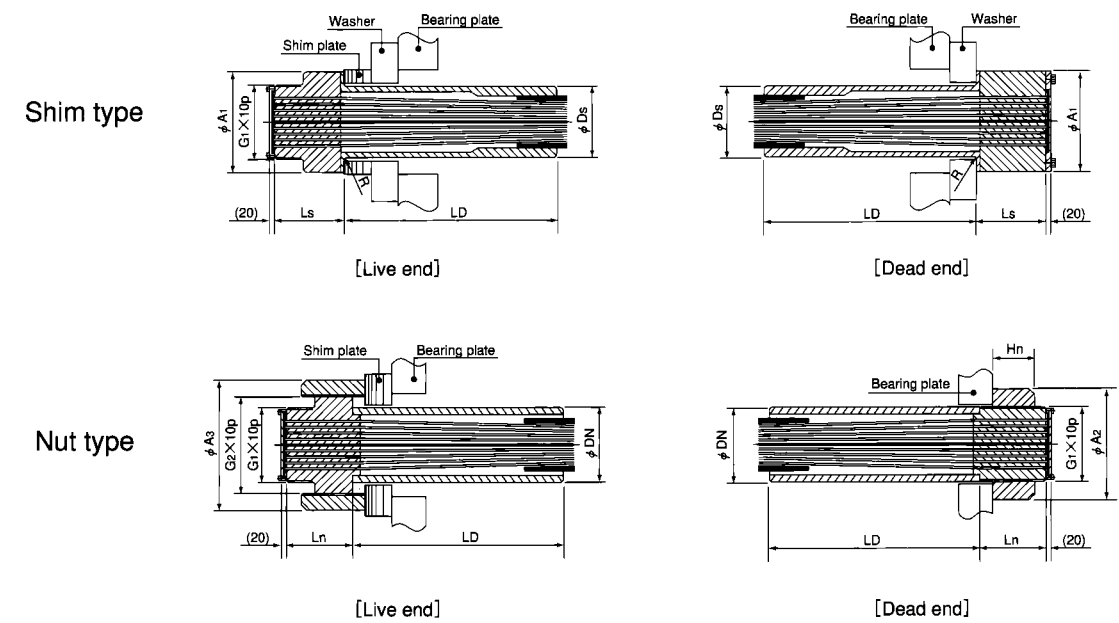 Shim type
Washer
Bearing plate
Shim plate
φA1
G1×10p
φDs
R
(20)
Ls
LD
[Live end]
Bearing plate
Washer
φDs
φA1
R
LD
Ls
(20)
[Dead end]
Nut type
Shim plate
Bearing plate
φA3
G2×10p
G1×10p
φDN
(20)
Ln
LD
[Live end]
Hn
Bearing plate
φDN
G1×10p
φA2
LD
Ln
(20)
[Dead end]